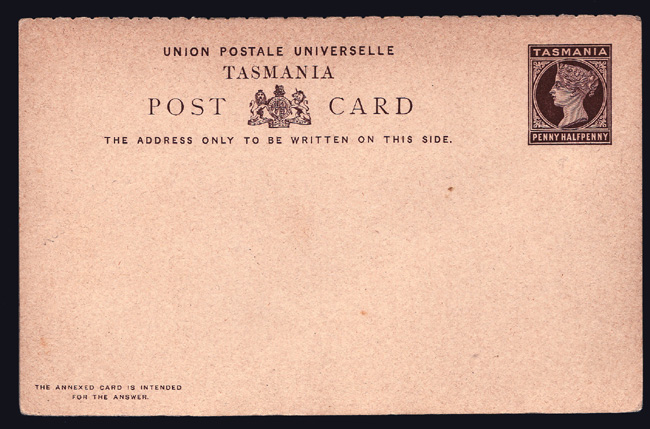 UNION POSTALE UNIVERSELLE
TASMANIA
POST CARD
THE ADDRESS ONLY TO BE WRITTEN ON THIS SIDE.
TASMANIA
PENNY HALFPENNY
THE ANNEXED CARD IS INTENDED
FOR THE ANSWER.